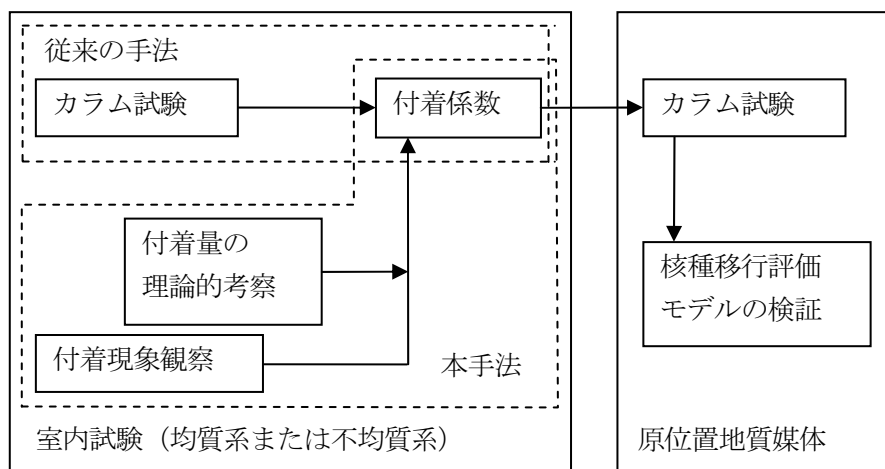 従来の手法
カラム試験
付着係数
カラム試験
付着量の
理論的考察
核種移行評価
モデルの検証
付着現象観察
本手法
室内試験（均質系または不均質系）
原位置地質媒体